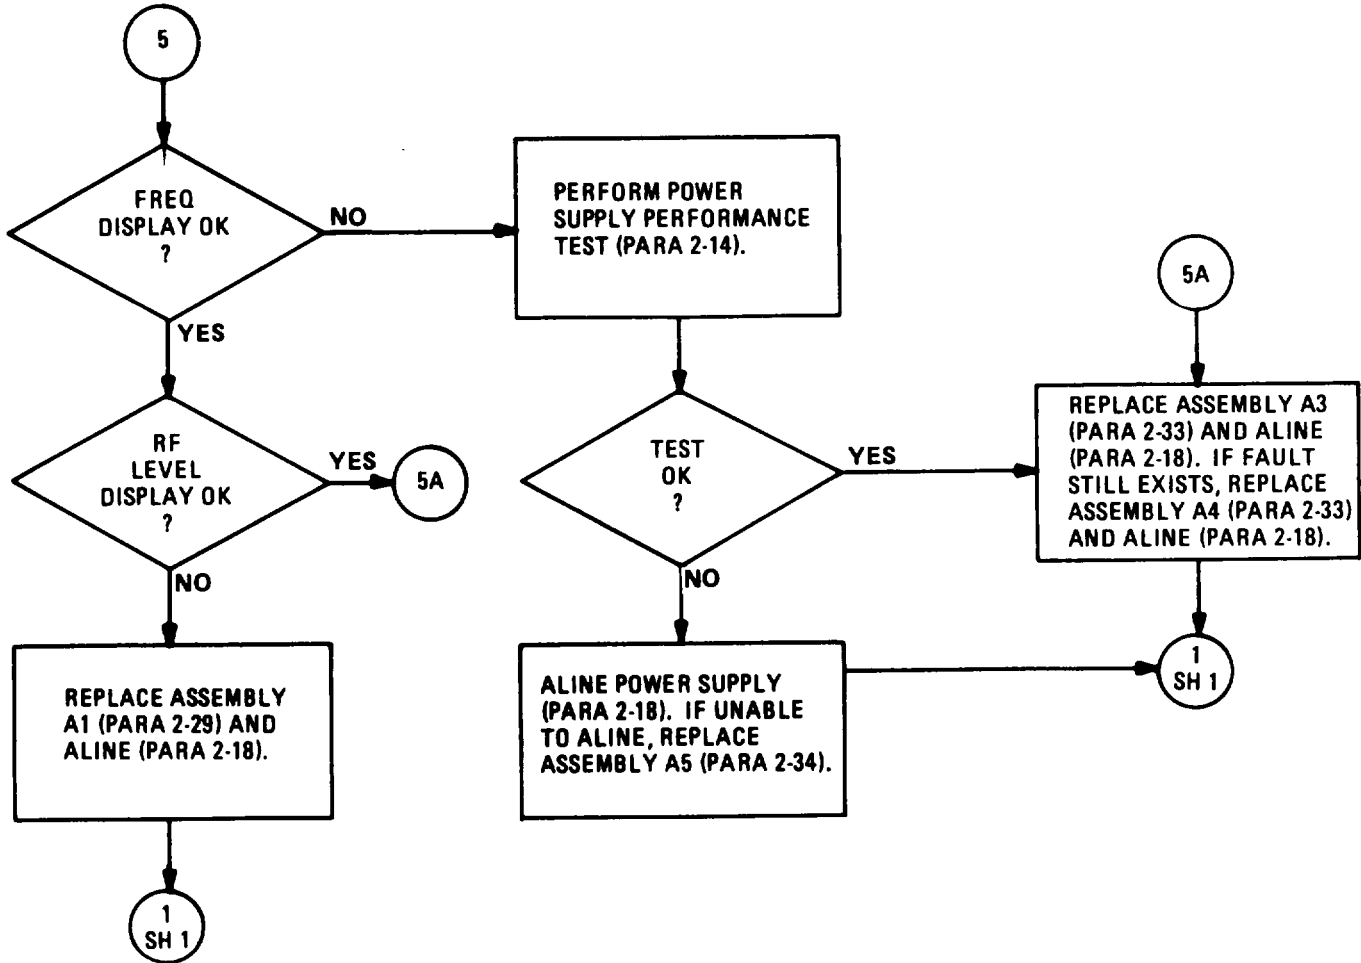 5
FREQ
DISPLAY OK
?
NO
YES
PERFORM POWER
SUPPLY PERFORMANCE
TEST (PARA 2-14).
5A
RF
LEVEL
DISPLAY OK
?
YES
5A
NO
TEST
OK
?
YES
NO
REPLACE ASSEMBLY A3
(PARA 2-33) AND ALINE
(PARA 2-18). IF FAULT
STILL EXISTS, REPLACE
ASSEMBLY A4 (PARA 2-33)
AND ALINE (PARA 2-18).
REPLACE ASSEMBLY
A1 (PARA 2-29) AND
ALINE (PARA 2-18).
ALINE POWER SUPPLY
(PARA 2-18). IF UNABLE
TO ALINE, REPLACE
ASSEMBLY A5 (PARA 2-34).
1
SH 1
1
SH 1